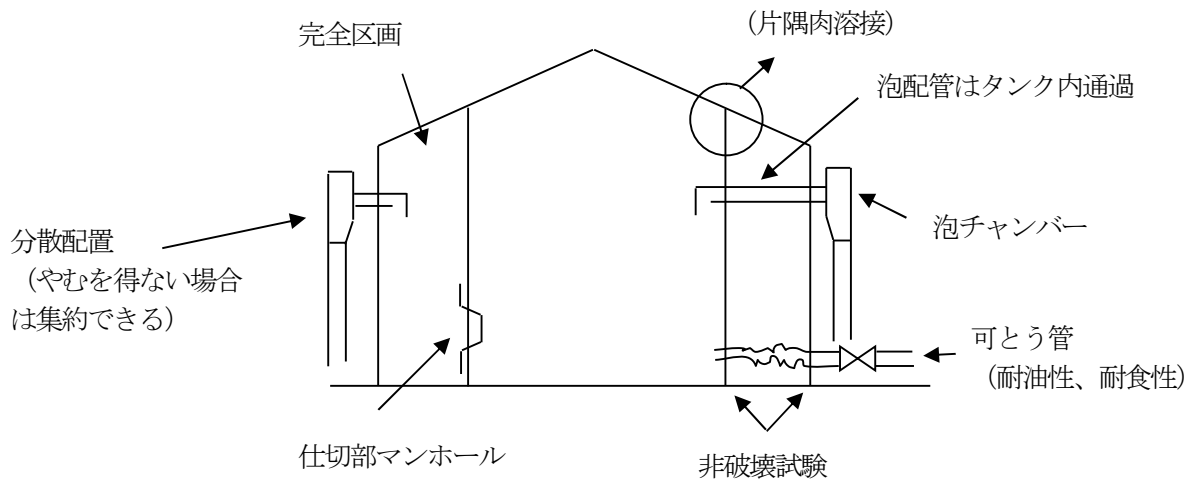 完全区画
（片隅肉溶接）
泡配管はタンク内通過
泡チャンバー
分散配置
（やむを得ない場合
は集約できる）
可とう管
（耐油性、耐食性）
仕切部マンホール
非破壊試験